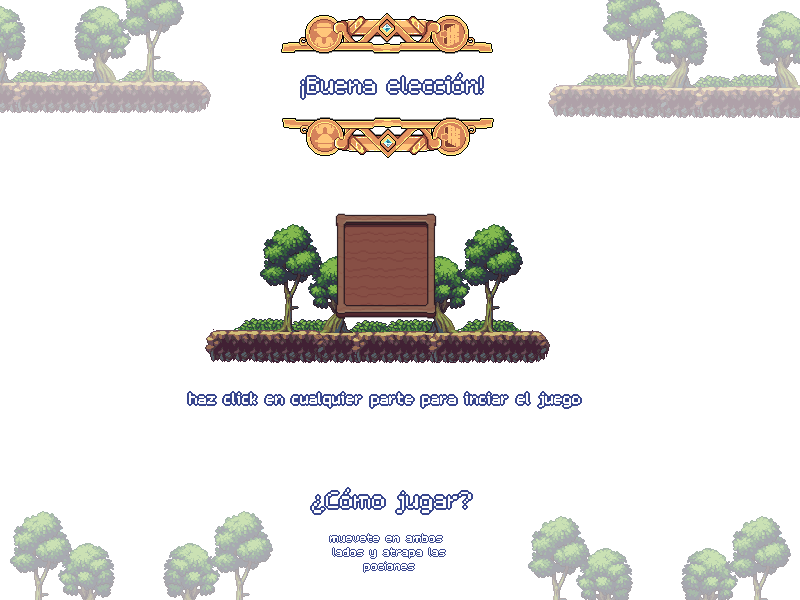 ¡Buena elección!
haz click en cualquier parte para inciar el juego
¿Cómo jugar?
muevete en ambos
lados y atrapa las
pociones